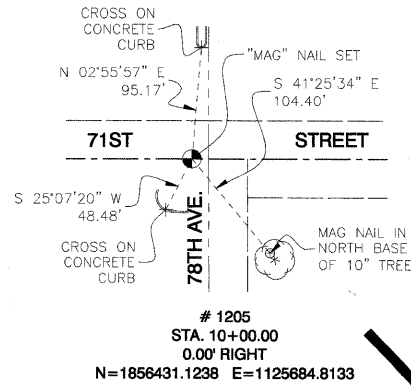 CROSS ON
CONCRETE
CURB
"MAG" NAIL SET
N 02°55'57" E
95.17'
S 41°25'34" E
104.40'
71ST
STREET
S 25°07'20" W
48.48'
78TH AVE.
CROSS ON
CONCRETE
CURB
MAG NAIL IN
NORTH BASE
OF 10" TREE
# 1205
STA. 10+00.00
0.00' RIGHT
N=1856431.1238 E=1125684.8133